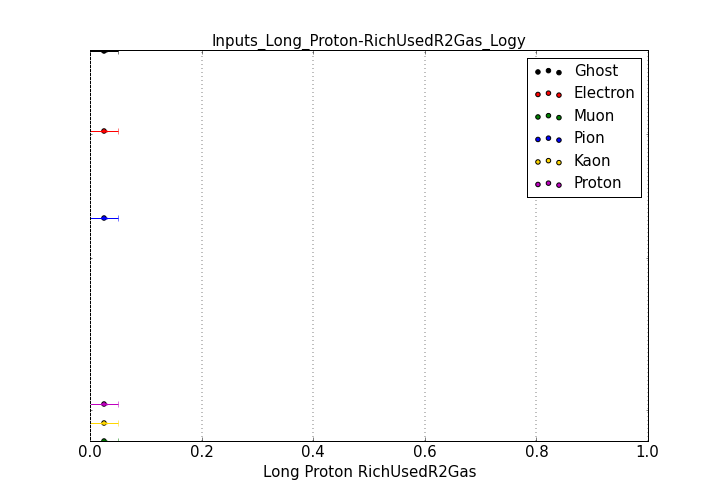 Inputs_Long_Proton-RichUsedR2Gas_Logy
Ghost
Electron
Muon
Pion
Kaon
Proton
0.0 0.2 0.4 0.6 0.8 1.0
Long Proton RichUsedR2Gas